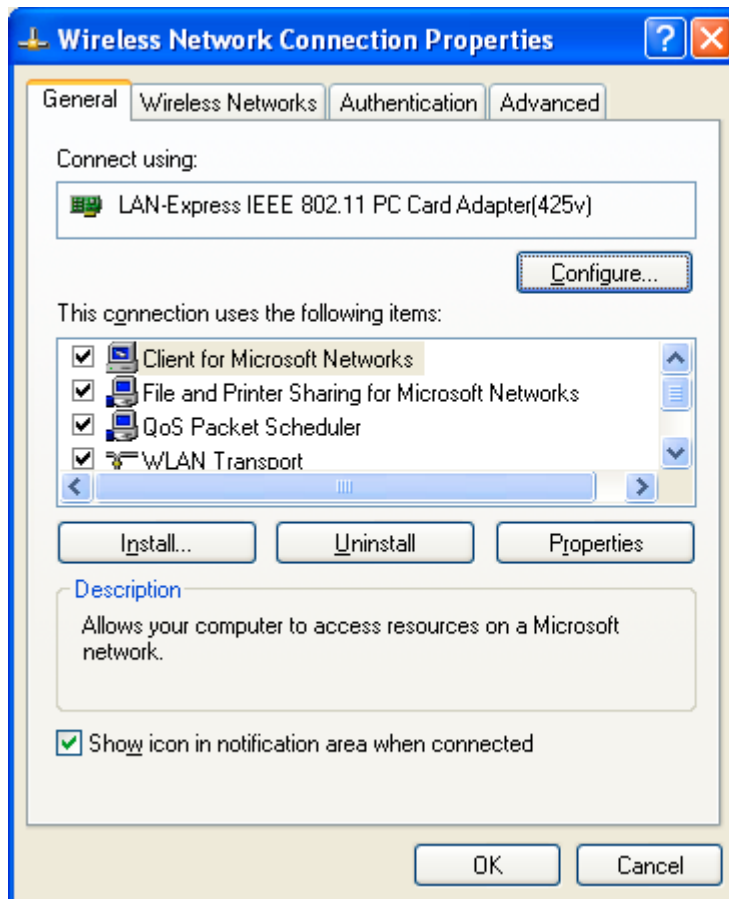 Wireless Network Connection Properties
General Wireless Networks Authentication Advanced
Connect using:
LAN-Express IEEE 802.11 PC Card Adapter(425v)
Configure...
This connection uses the following items:
Client for Microsoft Networks
File and Printer Sharing for Microsoft Networks
QoS Packet Scheduler
WLAN Transport
Install... Uninstall Properties
Description
Allows your computer to access resources on a Microsoft
network.
Show icon in notification area when connected
OK Cancel